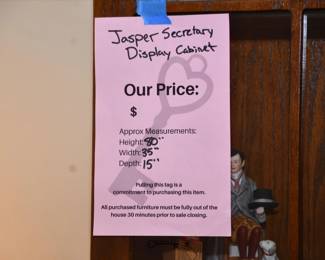 Jasper Secretary
Display Cabinet
Our Price:
$
Approx Measurements:
Height: 80"
Width: 35"
Depth: 15"
Pulling this tag is a
commitment to purchasing this item.
All purchased furniture must be fully out of the
house 30 minutes prior to sale closing.